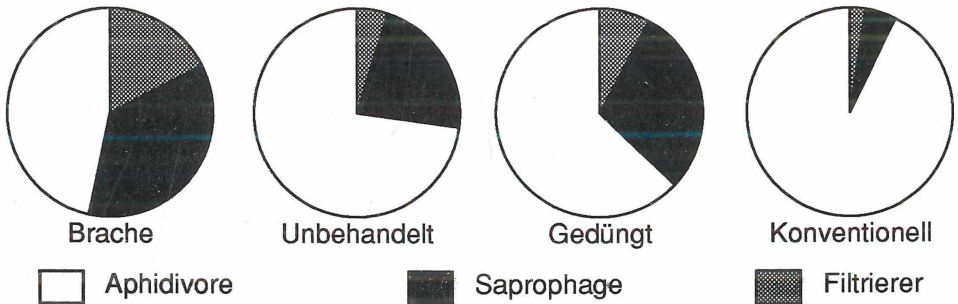 Brache Unbehandelt Gedüngt Konventionell
Aphidivore Saprophage Filtrierer